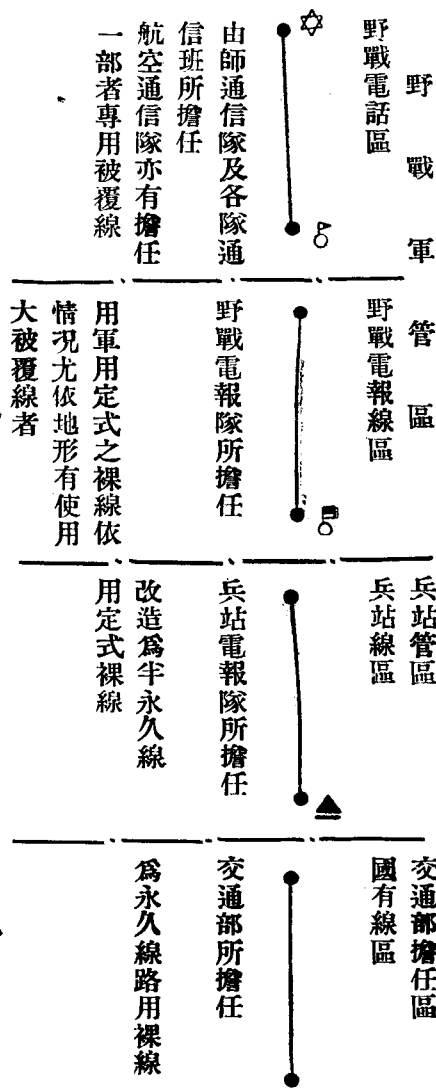 野戰軍管區
野戰電話區
由師通信隊及各隊通
信班所擔任
航空通信隊亦有擔任
一部者專用被覆線
野戰電報線區
野戰電報隊所擔任
用軍用定式之裸線依
情况尤依地形有使用
大被覆線者
兵站管區
兵站線區
兵站電報隊所擔任
改造爲半永久線
用定式裸線
交通部擔任區
國有線區
交通部所擔任
爲永久線路用裸線